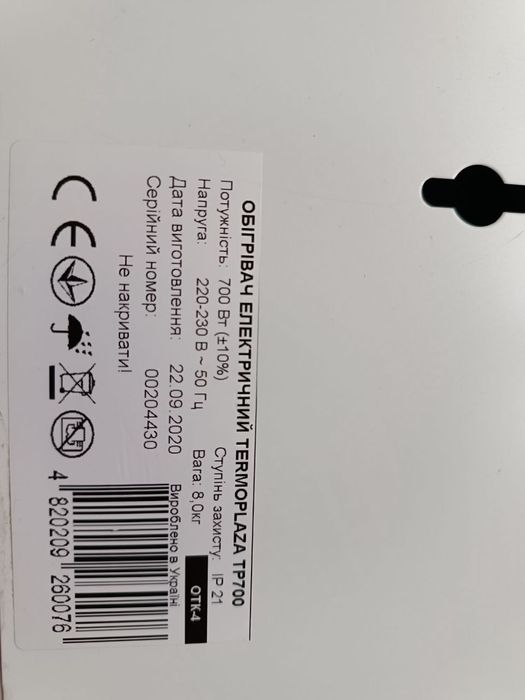 ОБІГРІВАЧ ЕЛЕКТРИЧНИЙ TERMOPLAZA TP700
Потужність: 700 Вт (±10%) Ступінь захисту: IP 21
Напруга: 220-230 В ~ 50 Гц Вага: 8,0кг
Дата виготовлення: 22.09.2020 Вироблено в Україні
Серійний номер: 00204430
Не накривати!
ОТК-4
CE
4 820209 260076